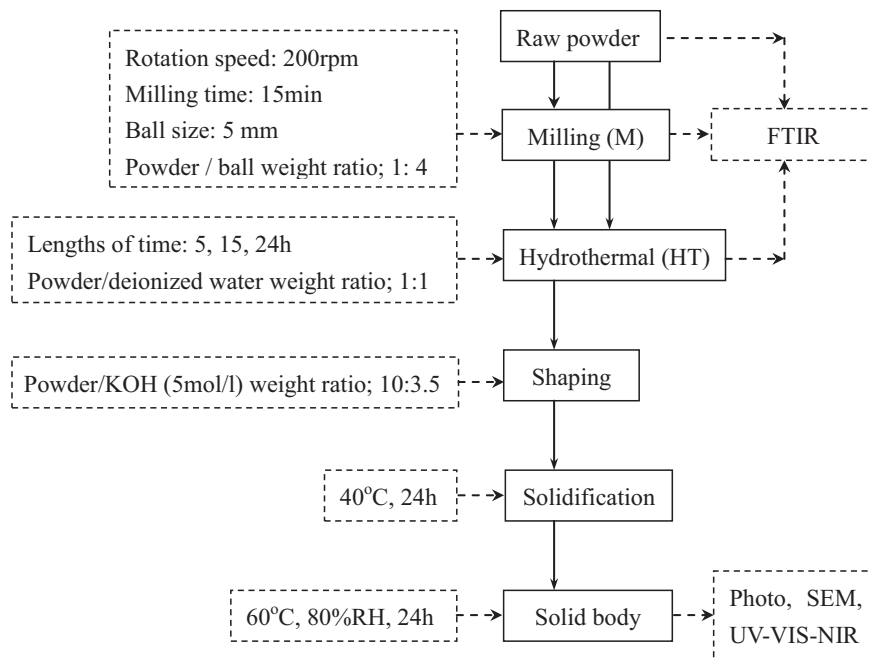 Raw powder
Rotation speed: 200rpm
Milling time: 15min
Ball size: 5 mm
Powder / ball weight ratio; 1: 4
Milling (M)
FTIR
Lengths of time: 5, 15, 24h
Powder/deionized water weight ratio; 1:1
Hydrothermal (HT)
Powder/KOH (5mol/l) weight ratio; 10:3.5
Shaping
40°C, 24h
Solidification
60°C, 80%RH, 24h
Solid body
Photo, SEM,
UV-VIS-NIR